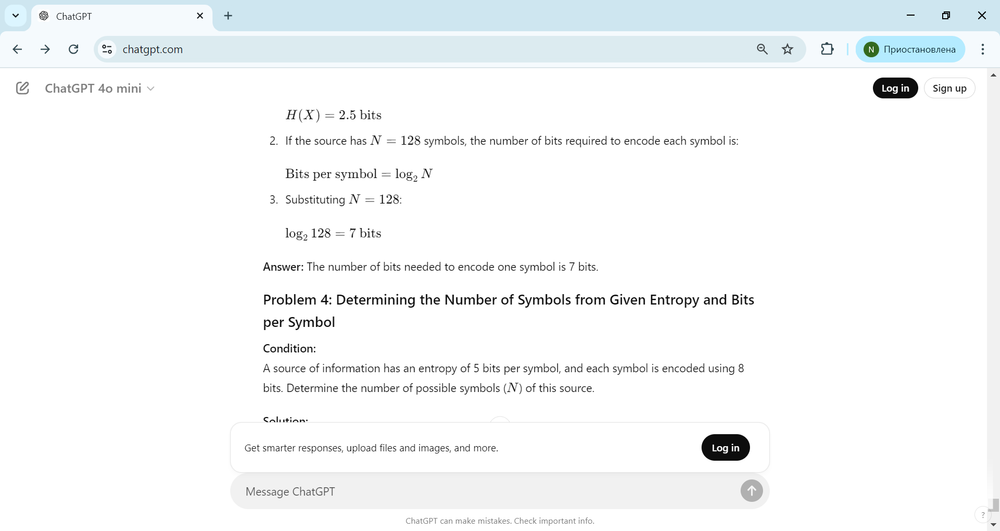 ChatGPT
chatgpt.com
N Приостановлена
ChatGPT 4o mini
Log in
Sign up
H(X) = 2.5 bits
2. If the source has N = 128 symbols, the number of bits required to encode each symbol is:
Bits per symbol = log₂ N
3. Substituting N = 128:
log₂ 128 = 7 bits
Answer: The number of bits needed to encode one symbol is 7 bits.
Problem 4: Determining the Number of Symbols from Given Entropy and Bits
per Symbol
Condition:
A source of information has an entropy of 5 bits per symbol, and each symbol is encoded using 8
bits. Determine the number of possible symbols (N) of this source.
Solution:
Get smarter responses, upload files and images, and more.
Log in
Message ChatGPT
ChatGPT can make mistakes. Check important info.
?